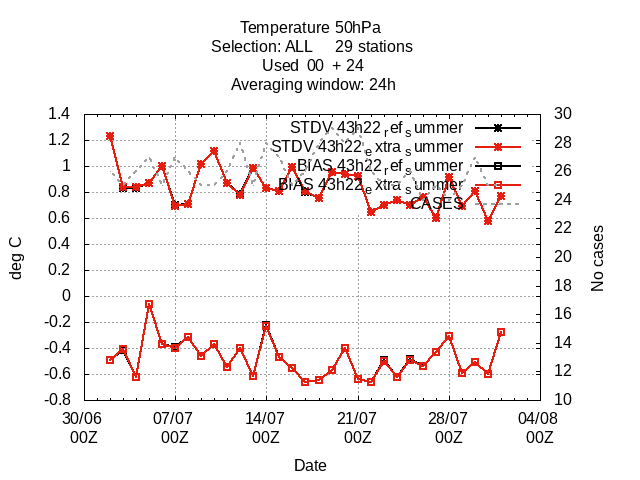 Temperature 50hPa
Selection: ALL     29 stations
Used  00  + 24
Averaging window: 24h
STDV 43h22_ref_summer
STDV 43h22_extra_summer
BIAS 43h22_ref_summer
BIAS 43h22_extra_summer
CASES
1.4
1.2
1
0.8
0.6
0.4
0.2
0
-0.2
-0.4
-0.6
-0.8
deg C
30
28
26
24
22
20
18
16
14
12
10
No cases
30/06 07/07 14/07 21/07 28/07 04/08
00Z 00Z 00Z 00Z 00Z 00Z
Date